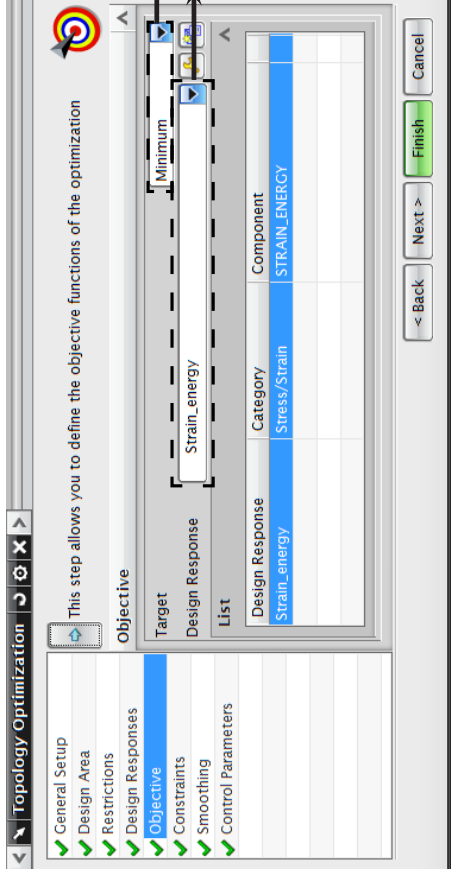 Topology Optimization
General Setup
Design Area
Restrictions
Design Responses
Objective
Constraints
Smoothing
Control Parameters
This step allows you to define the objective functions of the optimization
Objective
Target
Minimum
Design Response
Strain_energy
List
Design Response Category Component
Strain_energy Stress/Strain STRAIN_ENERGY
< Back Next > Finish Cancel